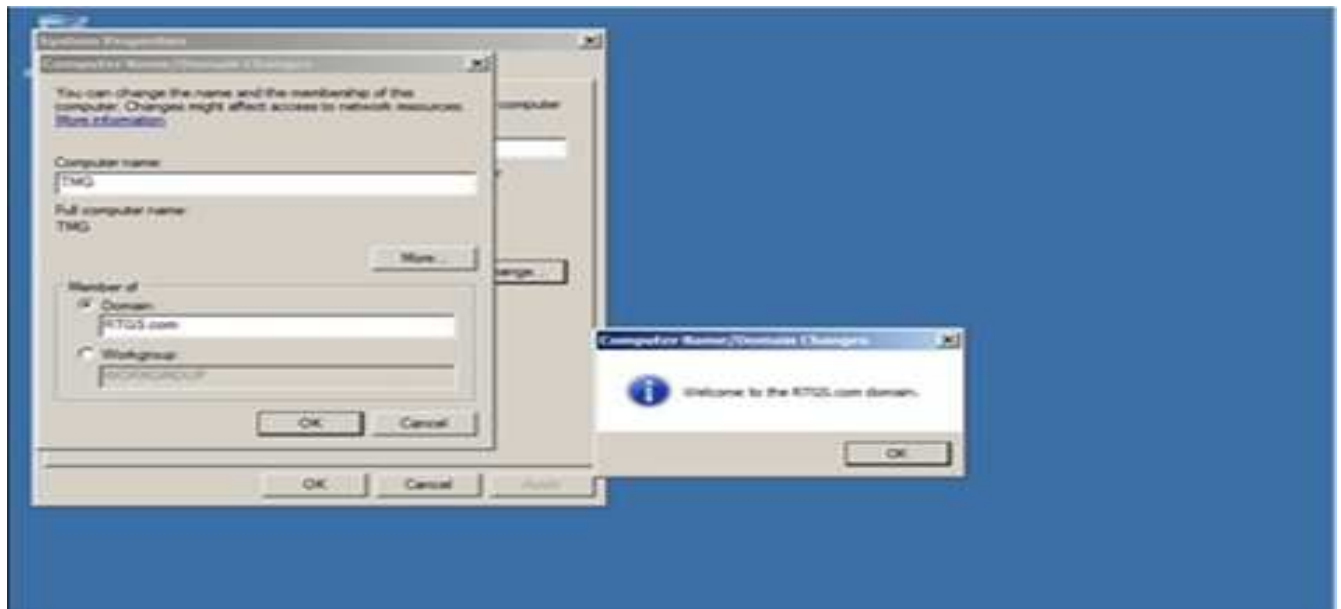 System Properties
Computer Name/Domain Changes
You can change the name and the membership of this
computer. Changes might affect access to network resources.
More information
computer
Computer name:
TMG
Full computer name:
TMG
More...
ange...
Member of
Domain:
RTGS.com
Workgroup:
WORKGROUP
OK
Cancel
OK
Cancel
Apply
Computer Name/Domain Changes
Welcome to the RTGS.com domain.
OK